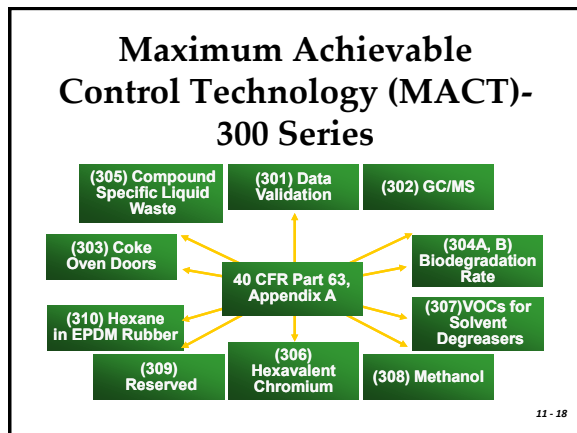 Maximum Achievable
Control Technology (MACT)-
300 Series
(305) Compound
Specific Liquid
Waste
(301) Data
Validation
(302) GC/MS
(303) Coke
Oven Doors
40 CFR Part 63,
Appendix A
(304A, B)
Biodegradation
Rate
(310) Hexane
in EPDM Rubber
(307)VOCs for
Solvent
Degreasers
(309)
Reserved
(306)
Hexavalent
Chromium
(308) Methanol
11 - 18